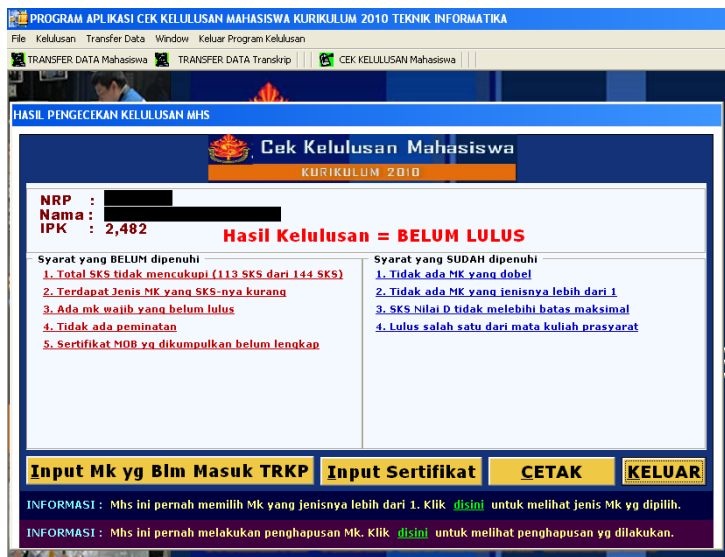 PROGRAM APLIKASI CEK KELULUSAN MAHASISWA KURIKULUM 2010 TEKNIK INFORMATIKA
File Kelulusan Transfer Data Window Keluar Program Kelulusan
TRANSFER DATA Mahasiswa TRANSFER DATA Transkrip CEK KELULUSAN Mahasiswa
HASIL PENGECEKAN KELULUSAN MHS
Cek Kelulusan Mahasiswa
KURIKULUM 2010
NRP :
Nama :
IPK : 2,482
Hasil Kelulusan = BELUM LULUS
Syarat yang BELUM dipenuhi
1. Total SKS tidak mencukupi (113 SKS dari 144 SKS)
2. Terdapat Jenis MK yang SKS-nya kurang
3. Ada mk wajib yang belum lulus
4. Tidak ada peminatan
5. Sertifikat MOB yg dikumpulkan belum lengkap
Syarat yang SUDAH dipenuhi
1. Tidak ada MK yang dobel
2. Tidak ada MK yang jenisnya lebih dari 1
3. SKS Nilai D tidak melebihi batas maksimal
4. Lulus salah satu dari mata kuliah prasyarat
Input Mk yg Blm Masuk TRKP Input Sertifikat CETAK KELUAR
INFORMASI : Mhs ini pernah memilih Mk yang jenisnya lebih dari 1. Klik disini untuk melihat jenis Mk yg dipilih.
INFORMASI : Mhs ini pernah melakukan penghapusan Mk. Klik disini untuk melihat penghapusan yg dilakukan.